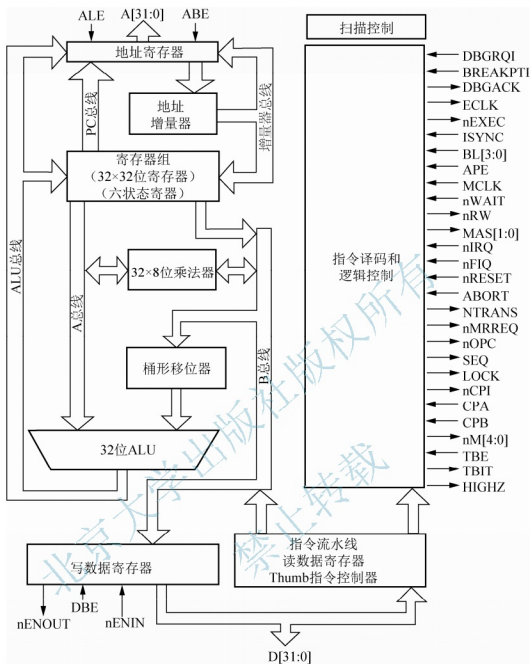 ALE
A[31:0]
ABE
地址寄存器
PC总线
地址
增量器
增量器总线
寄存器组
（32×32位寄存器）
（六状态寄器）
ALU总线
A总线
32×8位乘法器
B总线
桶形移位器
32位ALU
写数据寄存器
nENOUT
DBE
nENIN
D[31:0]
扫描控制
指令译码和
逻辑控制
DBGRQI
BREAKPTI
DBGACK
ECLK
nEXEC
ISYNC
BL[3:0]
APE
MCLK
nWAIT
nRW
MAS[1:0]
nIRQ
nFIQ
nRESET
ABORT
NTRANS
nMRREQ
nOPC
SEQ
LOCK
nCPI
CPA
CPB
nM[4:0]
TBE
TBIT
HIGHZ
指令流水线
读数据寄存器
Thumb指令控制器
北京大学出版社版权所有
禁止转载